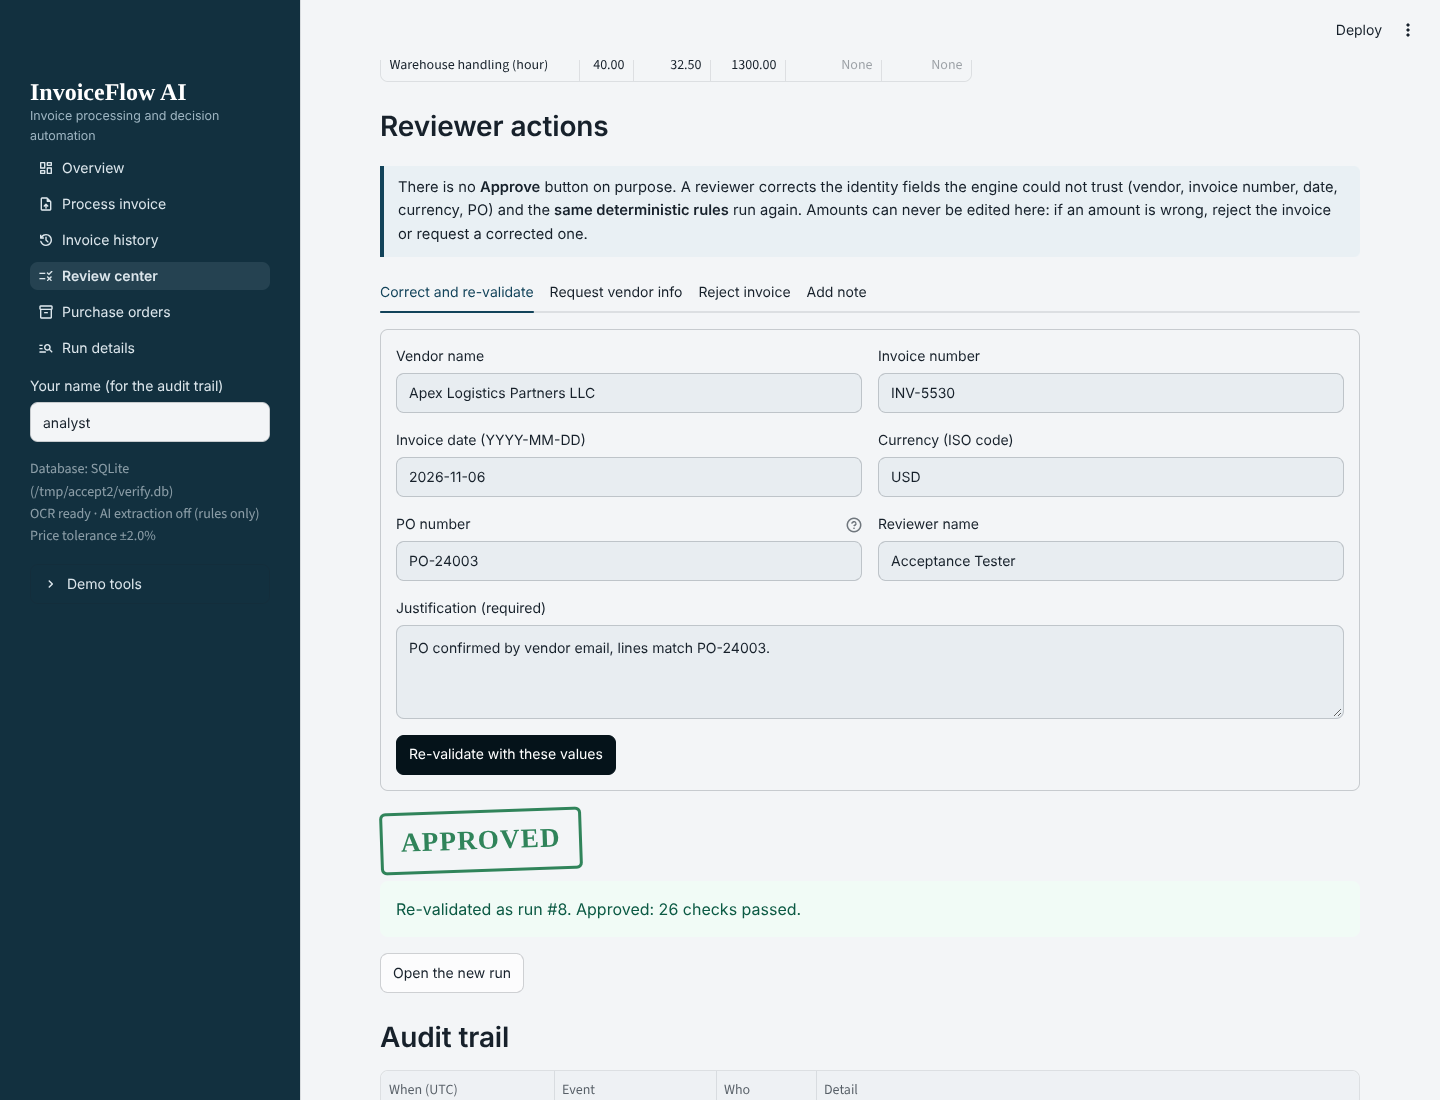 Deploy
InvoiceFlow AI
Invoice processing and decision
automation
Overview
Process invoice
Invoice history
Review center
Purchase orders
Run details
Your name (for the audit trail)
analyst
Database: SQLite
(/tmp/accept2/verify.db)
OCR ready · AI extraction off (rules only)
Price tolerance ±2.0%
Demo tools
Warehouse handling (hour) 40.00 32.50 1300.00 None None
Reviewer actions
There is no Approve button on purpose. A reviewer corrects the identity fields the engine could not trust (vendor, invoice number, date,
currency, PO) and the same deterministic rules run again. Amounts can never be edited here: if an amount is wrong, reject the invoice
or request a corrected one.
Correct and re-validate Request vendor info Reject invoice Add note
Vendor name Invoice number
Apex Logistics Partners LLC INV-5530
Invoice date (YYYY-MM-DD) Currency (ISO code)
2026-11-06 USD
PO number Reviewer name
PO-24003 Acceptance Tester
Justification (required)
PO confirmed by vendor email, lines match PO-24003.
Re-validate with these values
APPROVED
Re-validated as run #8. Approved: 26 checks passed.
Open the new run
Audit trail
When (UTC) Event Who Detail